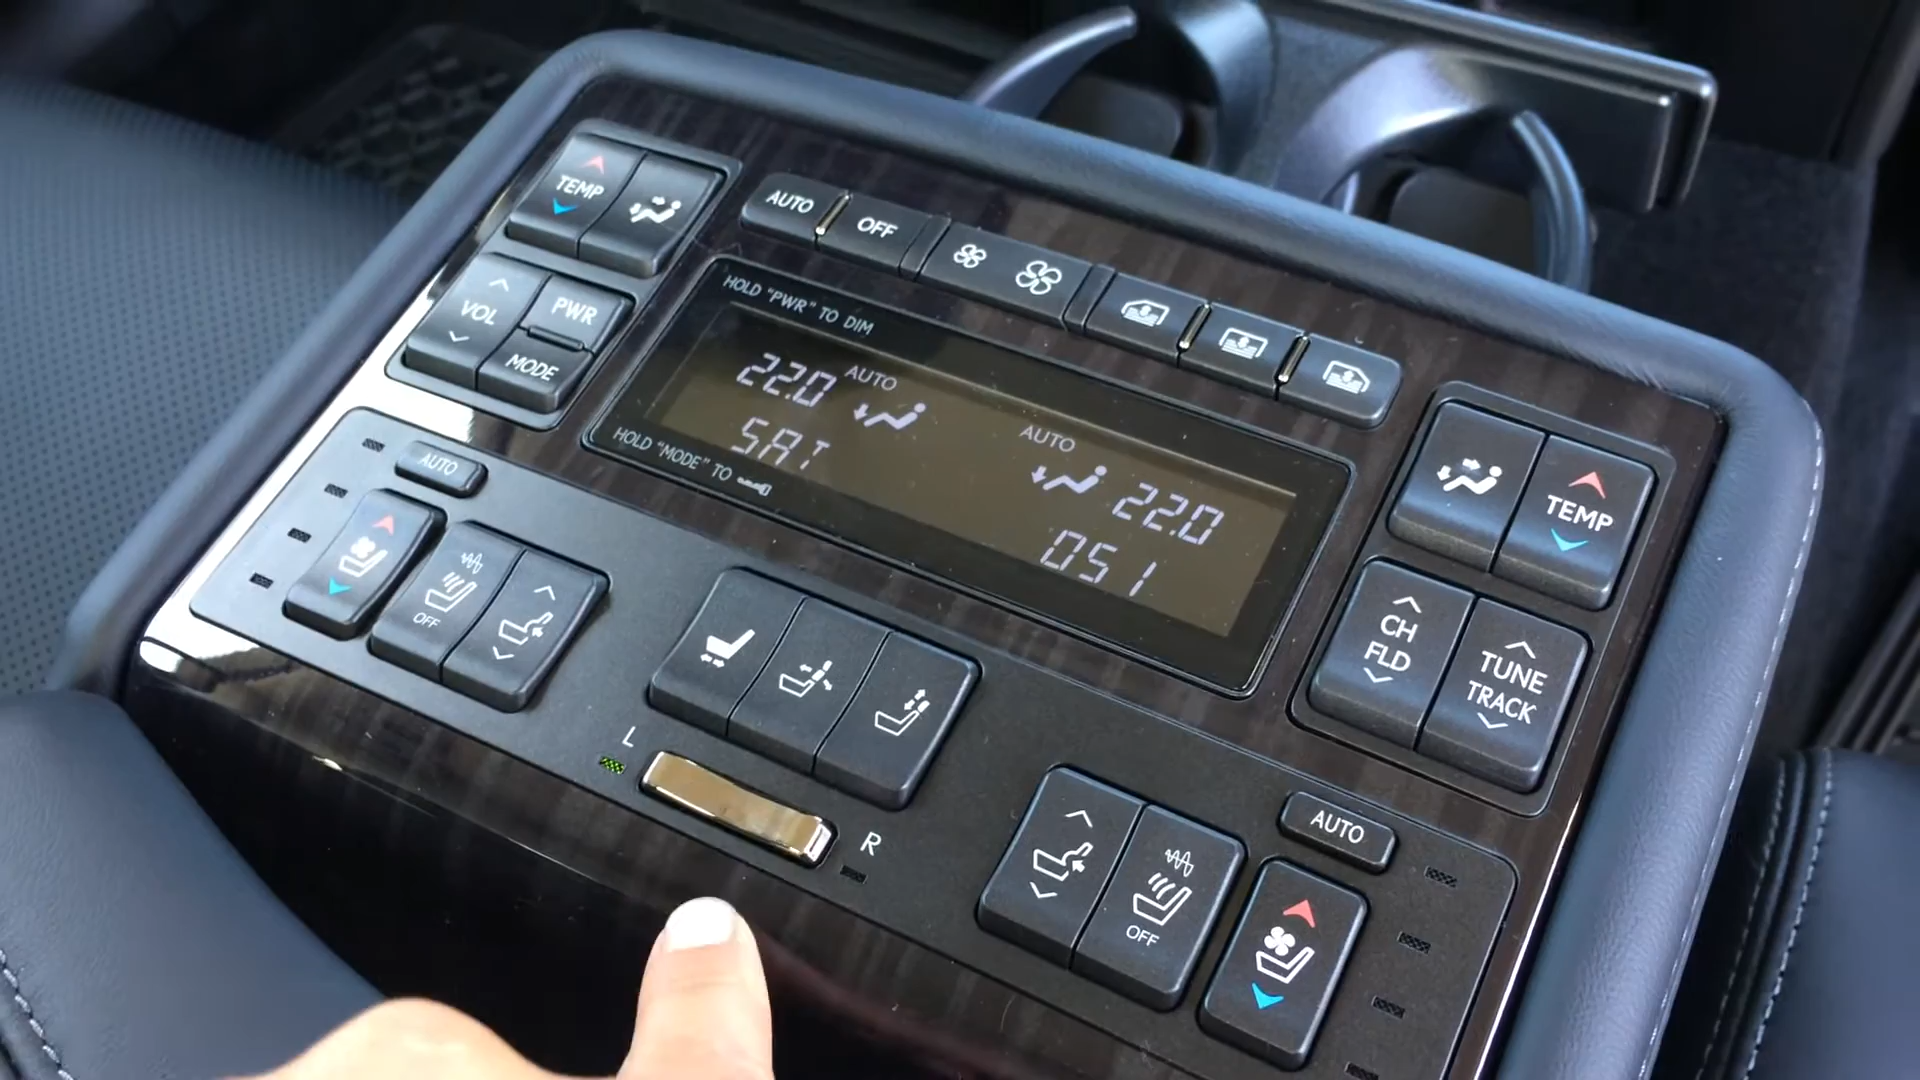 TEMP
AUTO
OFF
VOL
PWR
MODE
HOLD "PWR" TO DIM
22.0 AUTO
SAT
AUTO
22.0
051
HOLD "MODE" TO
TEMP
CH
FLD
TUNE
TRACK
AUTO
OFF
L
R
AUTO
OFF